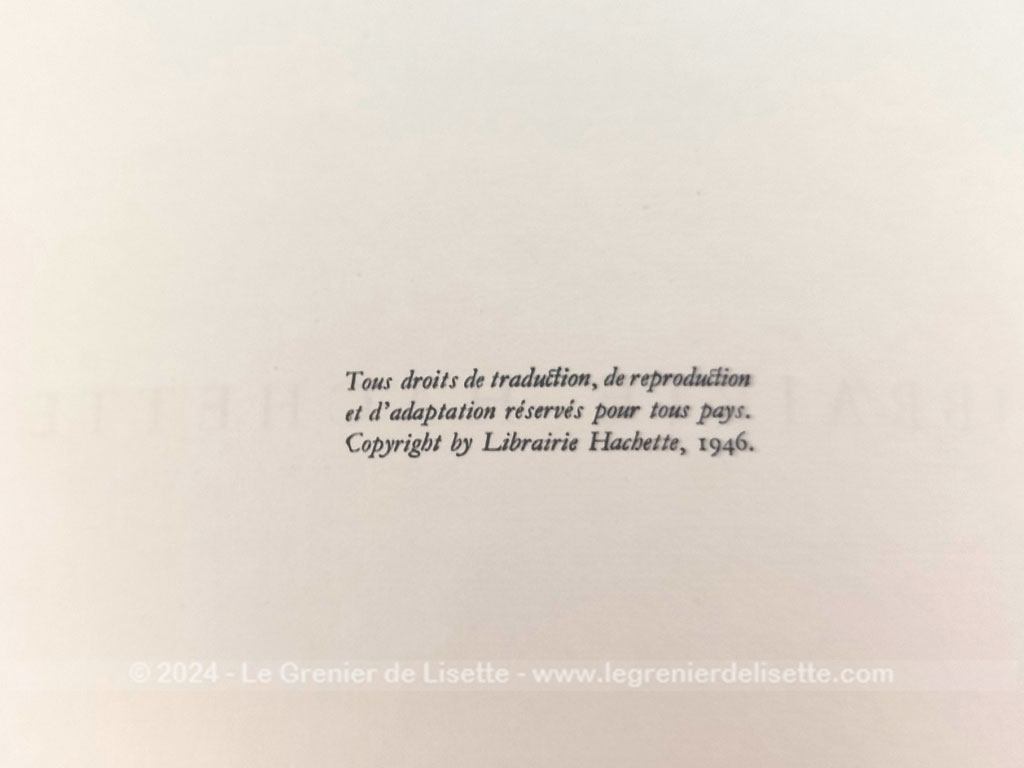 Tous droits de traduction, de reproduction
et d'adaptation réservés pour tous pays.
Copyright by Librairie Hachette, 1946.
© 2024 - Le Grenier de Lisette - www.legrenierdelisette.com